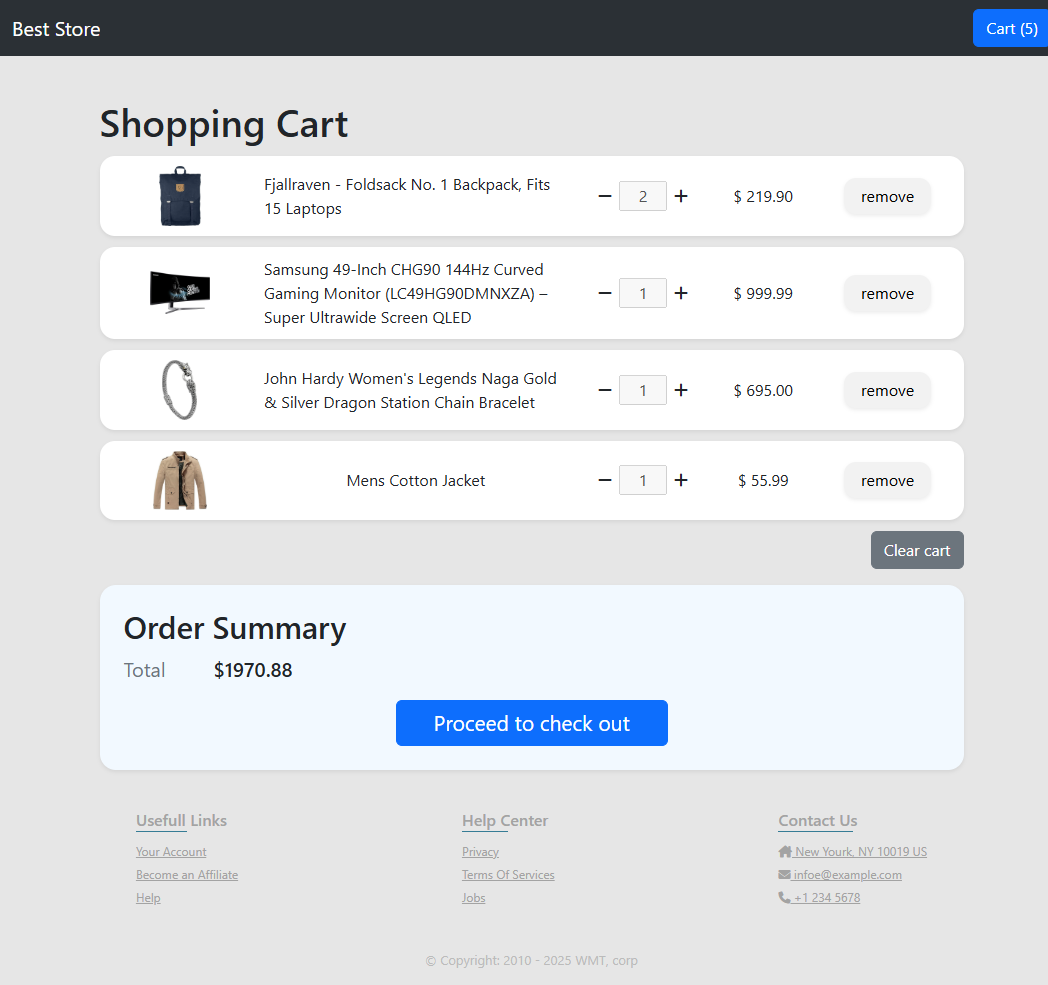 Best Store
Cart (5)
Shopping Cart
Fjallraven - Foldsack No. 1 Backpack, Fits
15 Laptops
2
$ 219.90
remove
Samsung 49-Inch CHG90 144Hz Curved
Gaming Monitor (LC49HG90DMNXZA) –
Super Ultrawide Screen QLED
1
$ 999.99
remove
John Hardy Women's Legends Naga Gold
& Silver Dragon Station Chain Bracelet
1
$ 695.00
remove
Mens Cotton Jacket
1
$ 55.99
remove
Clear cart
Order Summary
Total $1970.88
Proceed to check out
Usefull Links
Your Account
Become an Affiliate
Help
Help Center
Privacy
Terms Of Services
Jobs
Contact Us
New Yourk, NY 10019 US
infoe@example.com
+1 234 5678
© Copyright: 2010 - 2025 WMT, corp